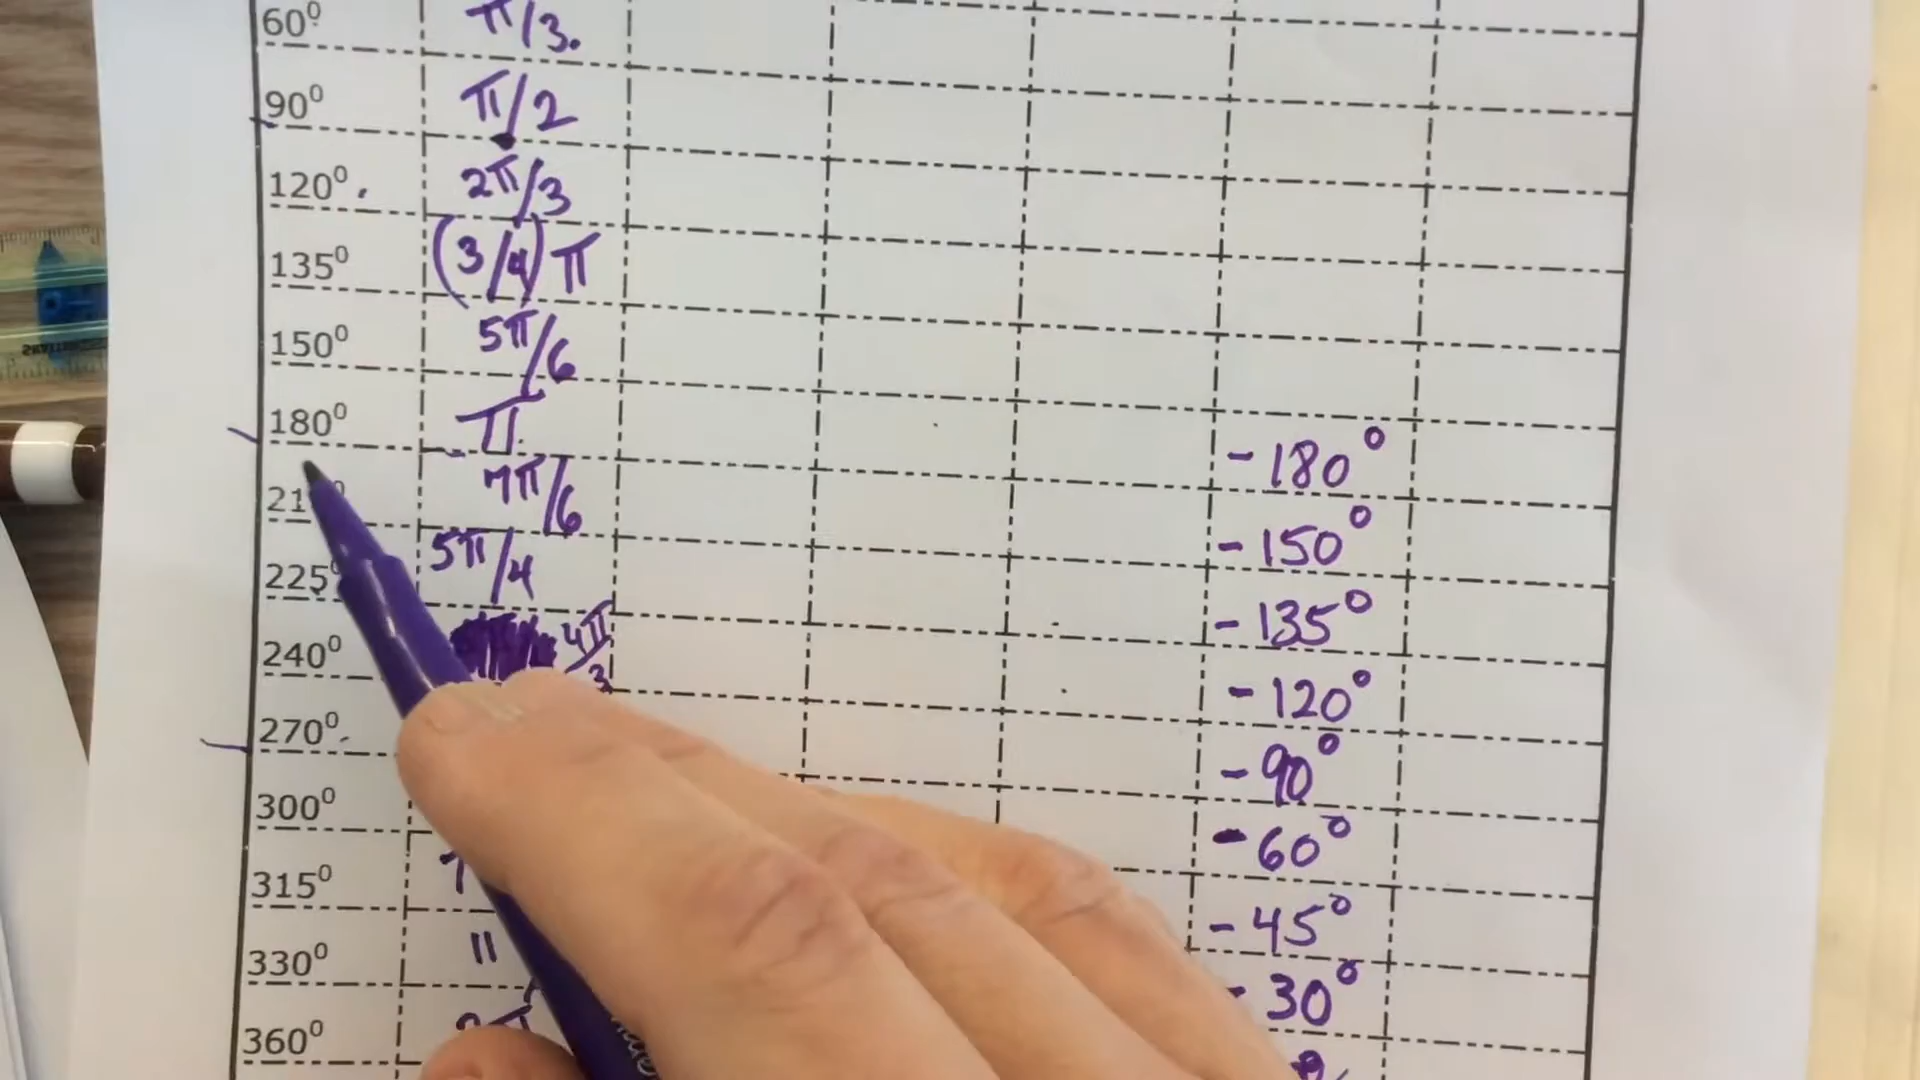 60⁰ π/3.
90⁰ π/2
120⁰ 2π/3
135⁰ (3/4)π
150⁰ 5π/6
180⁰ π -180°
7π/6 -150°
225⁰ 5π/4 -135°
240⁰ 4π/3 -120°
270⁰ -90°
300⁰ -60°
315⁰ -45°
330⁰ 11 -30°
360⁰